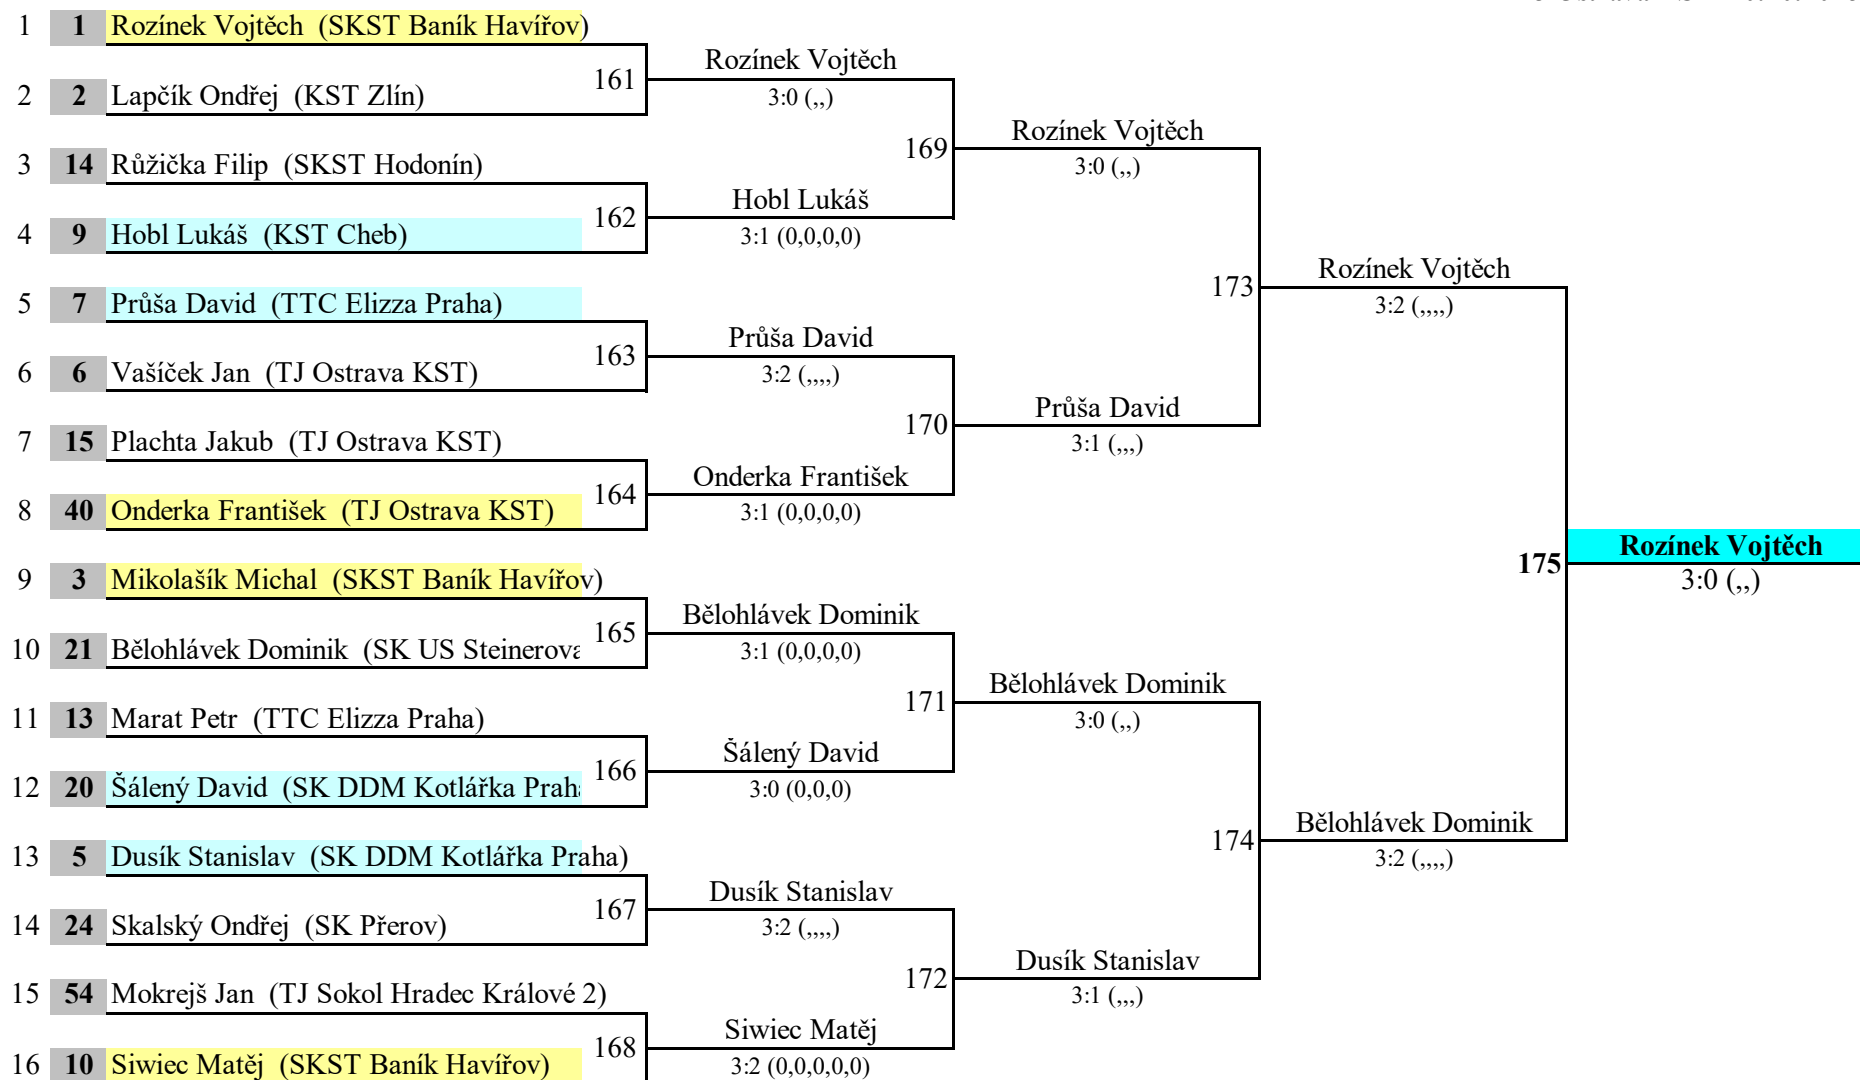 1 1 Rozínek Vojtěch (SKST Baník Havířov)
161 Rozínek Vojtěch
2 2 Lapčík Ondřej (KST Zlín)
3:0 (,,)
169 Rozínek Vojtěch
3 14 Růžička Filip (SKST Hodonín)
3:0 (,,)
162 Hobl Lukáš
4 9 Hobl Lukáš (KST Cheb)
3:1 (0,0,0,0)
173 Rozínek Vojtěch
3:2 (,,,,)
5 7 Průša David (TTC Elizza Praha)
163 Průša David
6 6 Vašíček Jan (TJ Ostrava KST)
3:2 (,,,,)
170 Průša David
7 15 Plachta Jakub (TJ Ostrava KST)
3:1 (,,,)
164 Onderka František
8 40 Onderka František (TJ Ostrava KST)
3:1 (0,0,0,0)
175 Rozínek Vojtěch
3:0 (,,)
9 3 Mikolašík Michal (SKST Baník Havířov)
165 Bělohlávek Dominik
10 21 Bělohlávek Dominik (SK US Steinerova
3:1 (0,0,0,0)
171 Bělohlávek Dominik
11 13 Marat Petr (TTC Elizza Praha)
3:0 (,,)
166 Šálený David
12 20 Šálený David (SK DDM Kotlářka Praha
3:0 (0,0,0)
174 Bělohlávek Dominik
3:2 (,,,,)
13 5 Dusík Stanislav (SK DDM Kotlářka Praha)
167 Dusík Stanislav
14 24 Skalský Ondřej (SK Přerov)
3:2 (,,,,)
172 Dusík Stanislav
15 54 Mokrejš Jan (TJ Sokol Hradec Králové 2)
3:1 (,,,)
168 Siwiec Matěj
16 10 Siwiec Matěj (SKST Baník Havířov)
3:2 (0,0,0,0,0)